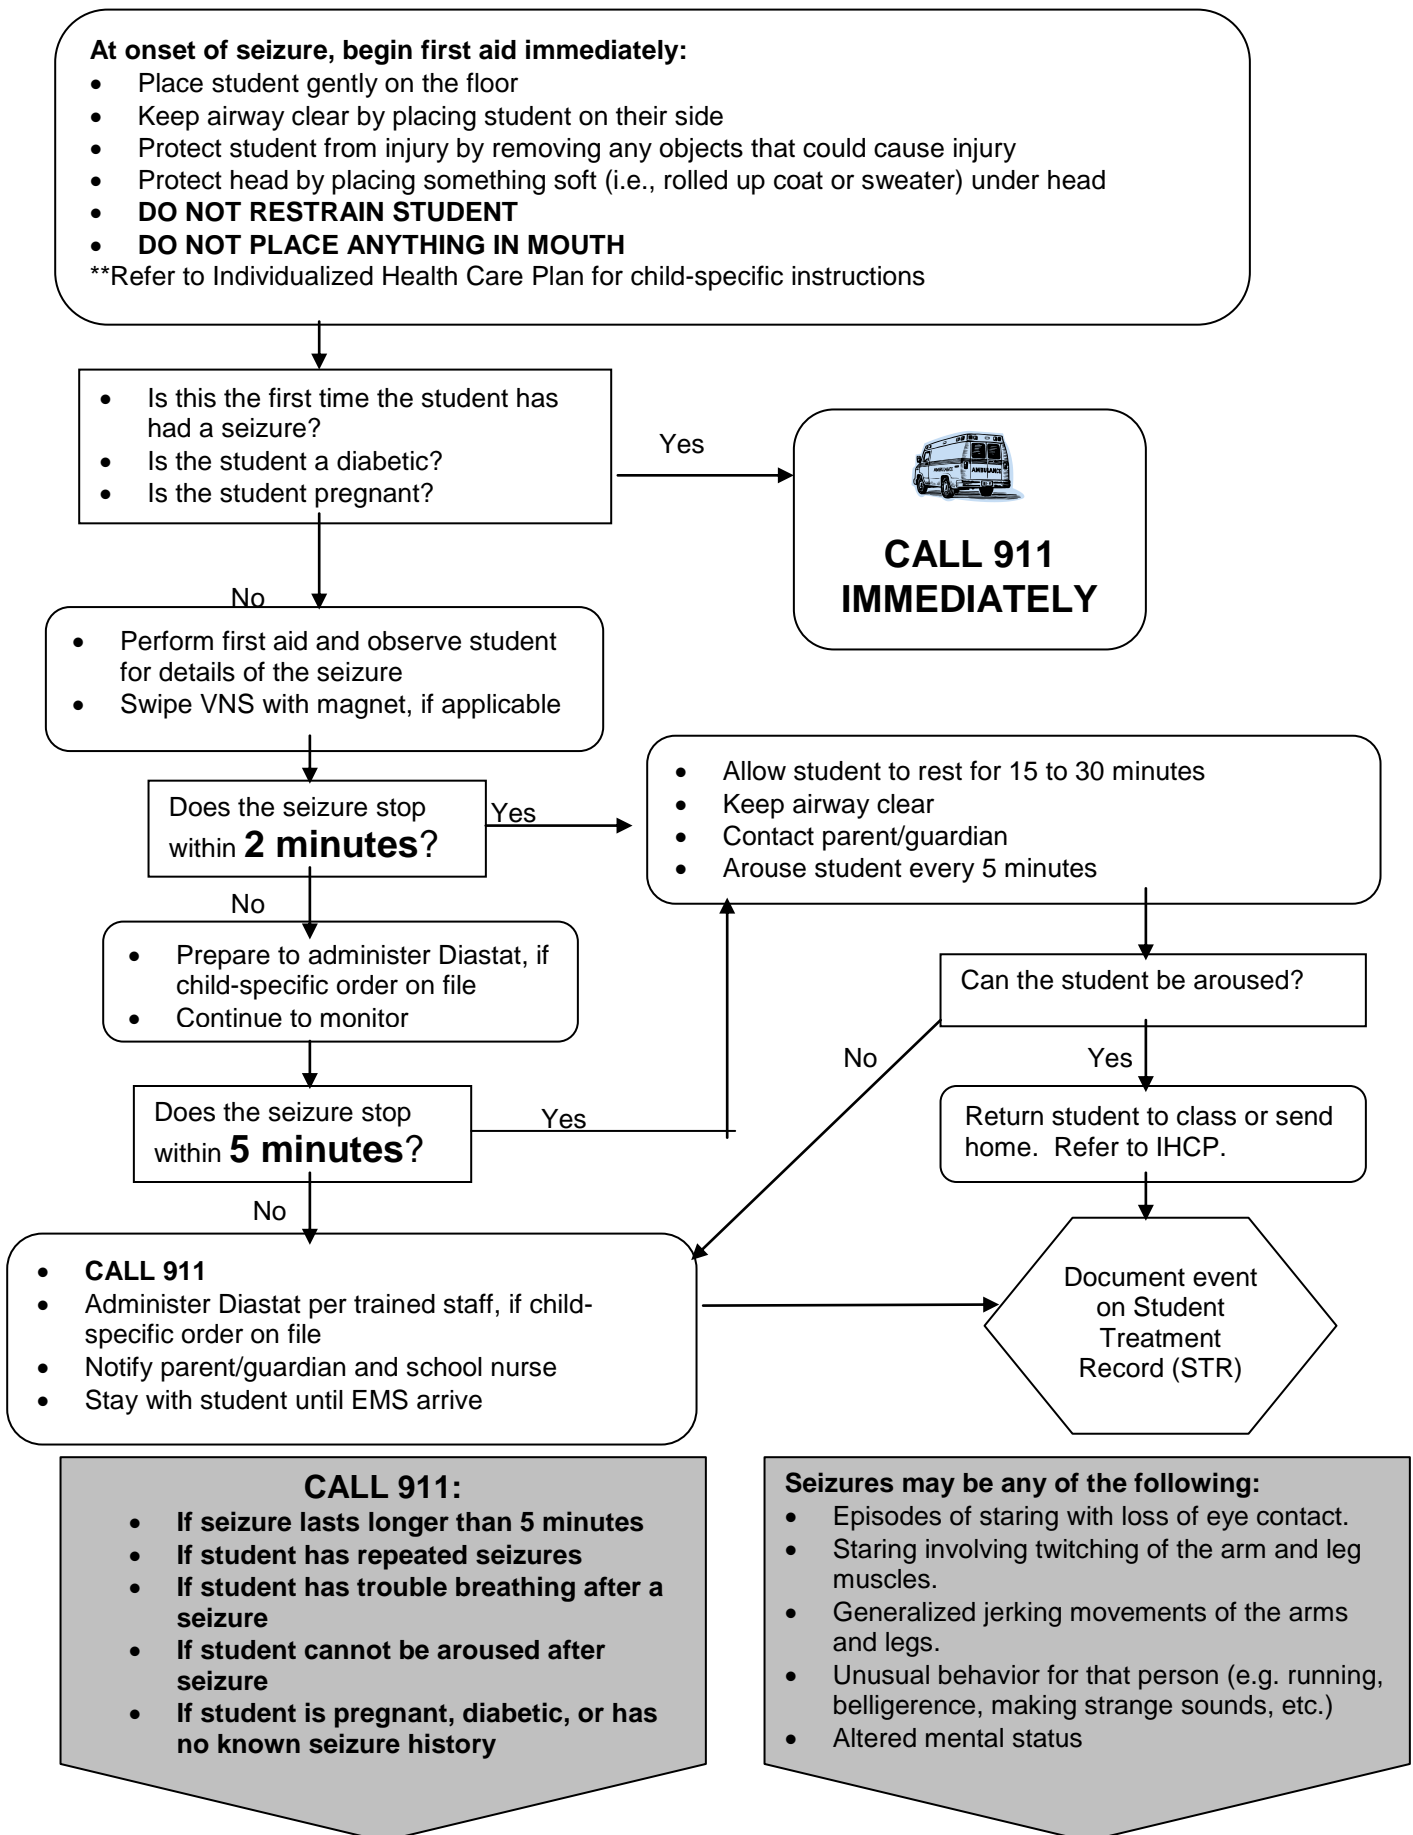 At onset of seizure, begin first aid immediately:
• Place student gently on the floor
• Keep airway clear by placing student on their side
• Protect student from injury by removing any objects that could cause injury
• Protect head by placing something soft (i.e., rolled up coat or sweater) under head
• DO NOT RESTRAIN STUDENT
• DO NOT PLACE ANYTHING IN MOUTH
**Refer to Individualized Health Care Plan for child-specific instructions
• Is this the first time the student has
had a seizure?
• Is the student a diabetic?
• Is the student pregnant?
Yes
AMBULANCE
CALL 911
IMMEDIATELY
No
• Perform first aid and observe student
for details of the seizure
• Swipe VNS with magnet, if applicable
Does the seizure stop
within 2 minutes?
Yes
• Allow student to rest for 15 to 30 minutes
• Keep airway clear
• Contact parent/guardian
• Arouse student every 5 minutes
No
• Prepare to administer Diastat, if
child-specific order on file
• Continue to monitor
Can the student be aroused?
No
Yes
Does the seizure stop
within 5 minutes?
Yes
Return student to class or send
home. Refer to IHCP.
No
• CALL 911
• Administer Diastat per trained staff, if child-
specific order on file
• Notify parent/guardian and school nurse
• Stay with student until EMS arrive
Document event
on Student
Treatment
Record (STR)
CALL 911:
• If seizure lasts longer than 5 minutes
• If student has repeated seizures
• If student has trouble breathing after a
seizure
• If student cannot be aroused after
seizure
• If student is pregnant, diabetic, or has
no known seizure history
Seizures may be any of the following:
• Episodes of staring with loss of eye contact.
• Staring involving twitching of the arm and leg
muscles.
• Generalized jerking movements of the arms
and legs.
• Unusual behavior for that person (e.g. running,
belligerence, making strange sounds, etc.)
• Altered mental status